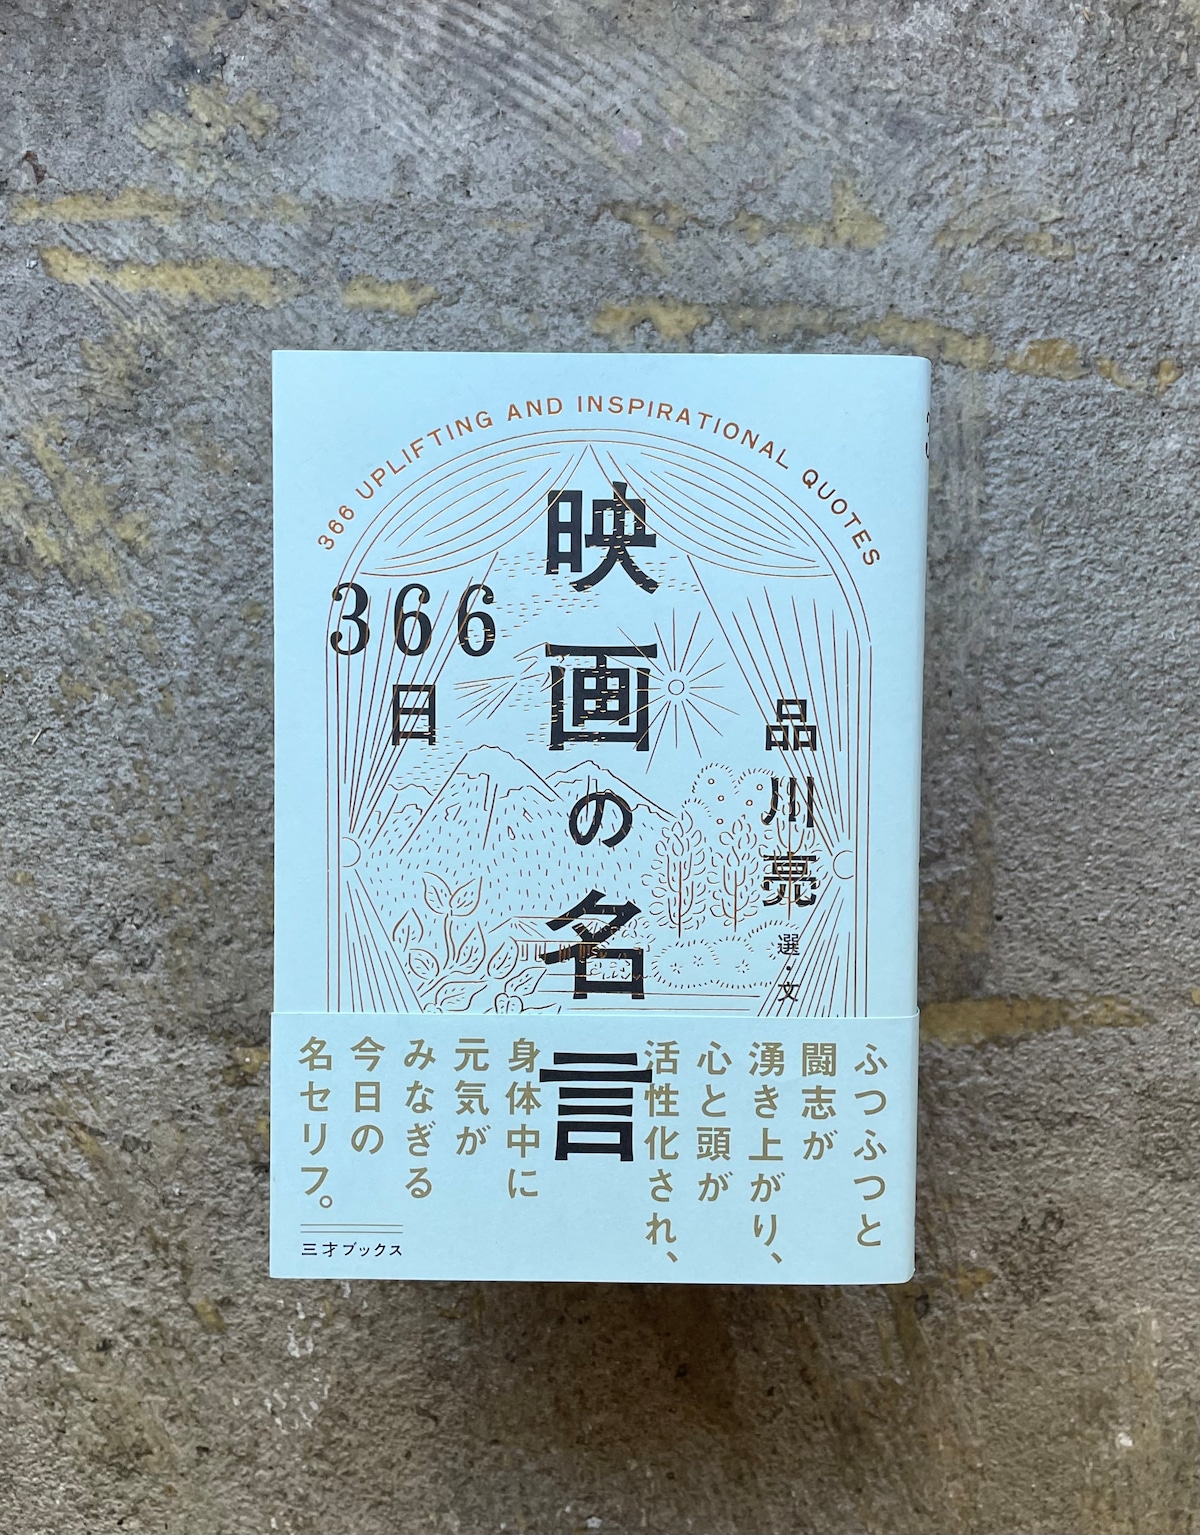 366 UPLIFTING AND INSPIRATIONAL QUOTES
366日
映画の名言
品川亮 選・文
ふつふつと
闘志が
湧き上がり、
心と頭が
活性化され、
身体中に
元気が
みなぎる
今日の
名セリフ。
三才ブックス